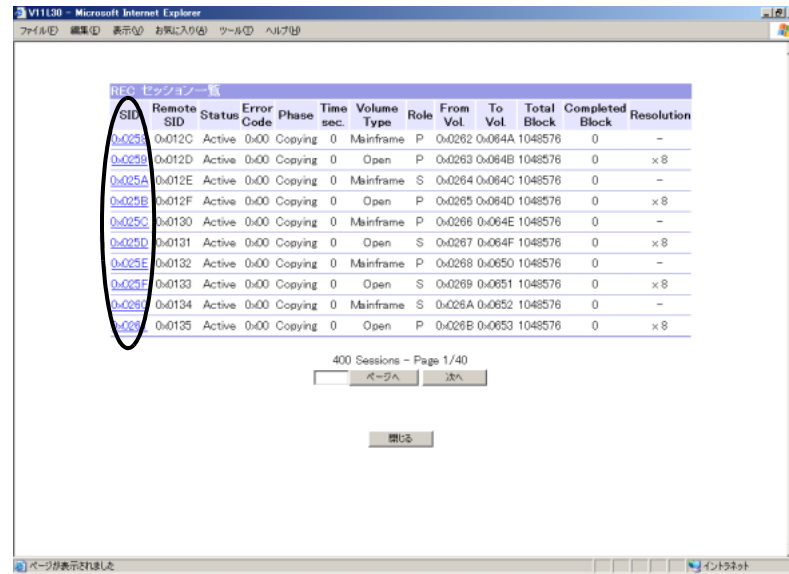 V11L30 - Microsoft Internet Explorer
ファイル(F) 編集(E) 表示(V) お気に入り(A) ツール(T) ヘルプ(H)
REC セッション一覧
SID Remote SID Status Error Code Phase Time sec. Volume Type Role From Vol. To Vol. Total Block Completed Block Resolution
0x0258 0x012C Active 0x00 Copying 0 Mainframe P 0x0262 0x064A 1048576 0 -
0x0259 0x012D Active 0x00 Copying 0 Open P 0x0263 0x064B 1048576 0 ×8
0x025A 0x012E Active 0x00 Copying 0 Mainframe S 0x0264 0x064C 1048576 0 -
0x025B 0x012F Active 0x00 Copying 0 Open P 0x0265 0x064D 1048576 0 ×8
0x025C 0x0130 Active 0x00 Copying 0 Mainframe P 0x0266 0x064E 1048576 0 -
0x025D 0x0131 Active 0x00 Copying 0 Open S 0x0267 0x064F 1048576 0 ×8
0x025E 0x0132 Active 0x00 Copying 0 Mainframe P 0x0268 0x0650 1048576 0 -
0x025F 0x0133 Active 0x00 Copying 0 Open S 0x0269 0x0651 1048576 0 ×8
0x0260 0x0134 Active 0x00 Copying 0 Mainframe S 0x026A 0x0652 1048576 0 -
0x0135 Active 0x00 Copying 0 Open P 0x026B 0x0653 1048576 0 ×8
400 Sessions - Page 1/40
ページへ 次へ
閉じる
ページが表示されました イントラネット